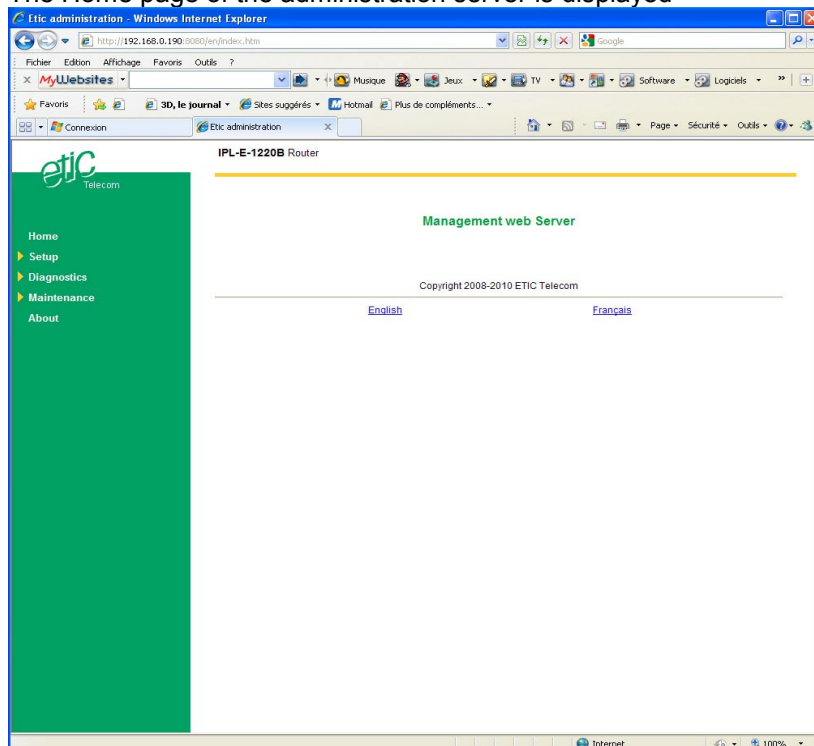 The Home page of the administration server is displayed
Etic administration - Windows Internet Explorer
http://192.168.0.190:8080/en/index.htm
Google
Fichier Edition Affichage Favoris Outils ?
x MyWebsites Musique Jeux TV Software Logiciels »
Favoris 3D, le journal Sites suggérés Hotmail Plus de compléments...
Connexion Etic administration x Page Sécurité Outils
etic Telecom
IPL-E-1220B Router
Home
Setup
Diagnostics
Maintenance
About
Management web Server
Copyright 2008-2010 ETIC Telecom
English Français
Internet 100%